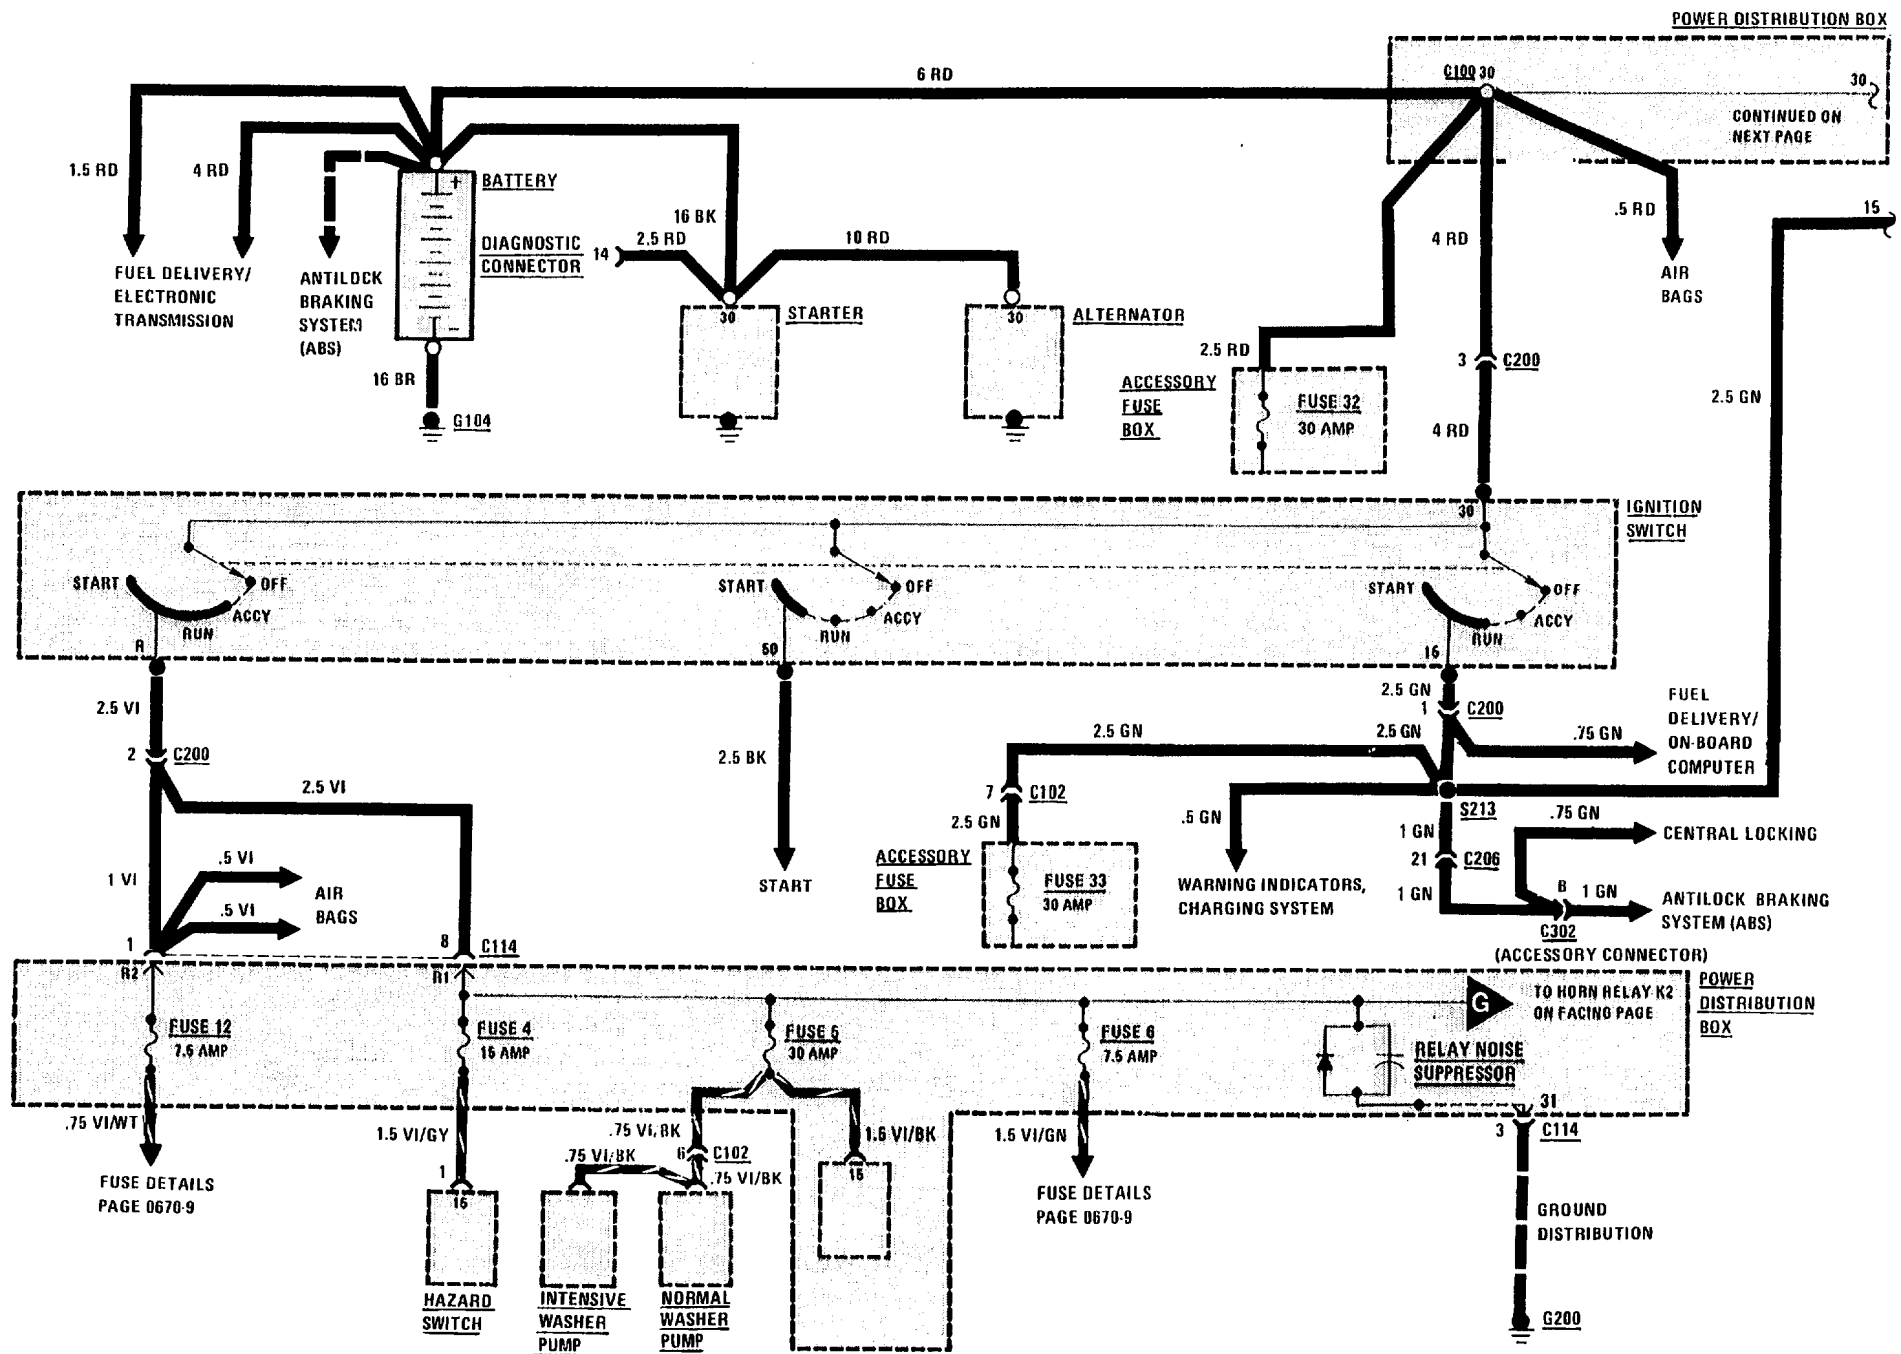 POWER DISTRIBUTION BOX
6 RD
C100 30
30
CONTINUED ON
NEXT PAGE
1.5 RD
4 RD
+
BATTERY
-
16 BK
2.5 RD
10 RD
DIAGNOSTIC
CONNECTOR
14
FUEL DELIVERY/
ELECTRONIC
TRANSMISSION
ANTILOCK
BRAKING
SYSTEM
(ABS)
16 BR
G104
30
STARTER
30
ALTERNATOR
4 RD
.5 RD
15
AIR
BAGS
2.5 RD
3
C200
ACCESSORY
FUSE
BOX
FUSE 32
30 AMP
4 RD
2.5 GN
30
IGNITION
SWITCH
START
OFF
ACCY
RUN
R
START
OFF
ACCY
RUN
50
START
OFF
ACCY
RUN
15
2.5 VI
2
C200
2.5 VI
1 VI
.5 VI
.5 VI
AIR
BAGS
2.5 BK
START
2.5 GN
1
C200
2.5 GN
2.5 GN
.75 GN
FUEL
DELIVERY/
ON-BOARD
COMPUTER
7
C102
2.5 GN
ACCESSORY
FUSE
BOX
FUSE 33
30 AMP
.5 GN
WARNING INDICATORS,
CHARGING SYSTEM
S213
1 GN
21
C206
1 GN
.75 GN
CENTRAL LOCKING
B
1 GN
ANTILOCK BRAKING
SYSTEM (ABS)
C302
(ACCESSORY CONNECTOR)
1
8
C114
R2
R1
FUSE 12
7.5 AMP
FUSE 4
15 AMP
FUSE 5
30 AMP
FUSE 6
7.5 AMP
G
TO HORN RELAY K2
ON FACING PAGE
POWER
DISTRIBUTION
BOX
RELAY NOISE
SUPPRESSOR
31
3
C114
.75 VI/WT
FUSE DETAILS
PAGE 0670-9
1.5 VI/GY
1
15
HAZARD
SWITCH
.75 VI/BK
6
C102
.75 VI/BK
.75 VI/BK
INTENSIVE
WASHER
PUMP
NORMAL
WASHER
PUMP
1.5 VI/BK
15
1.5 VI/GN
FUSE DETAILS
PAGE 0670-9
GROUND
DISTRIBUTION
G200